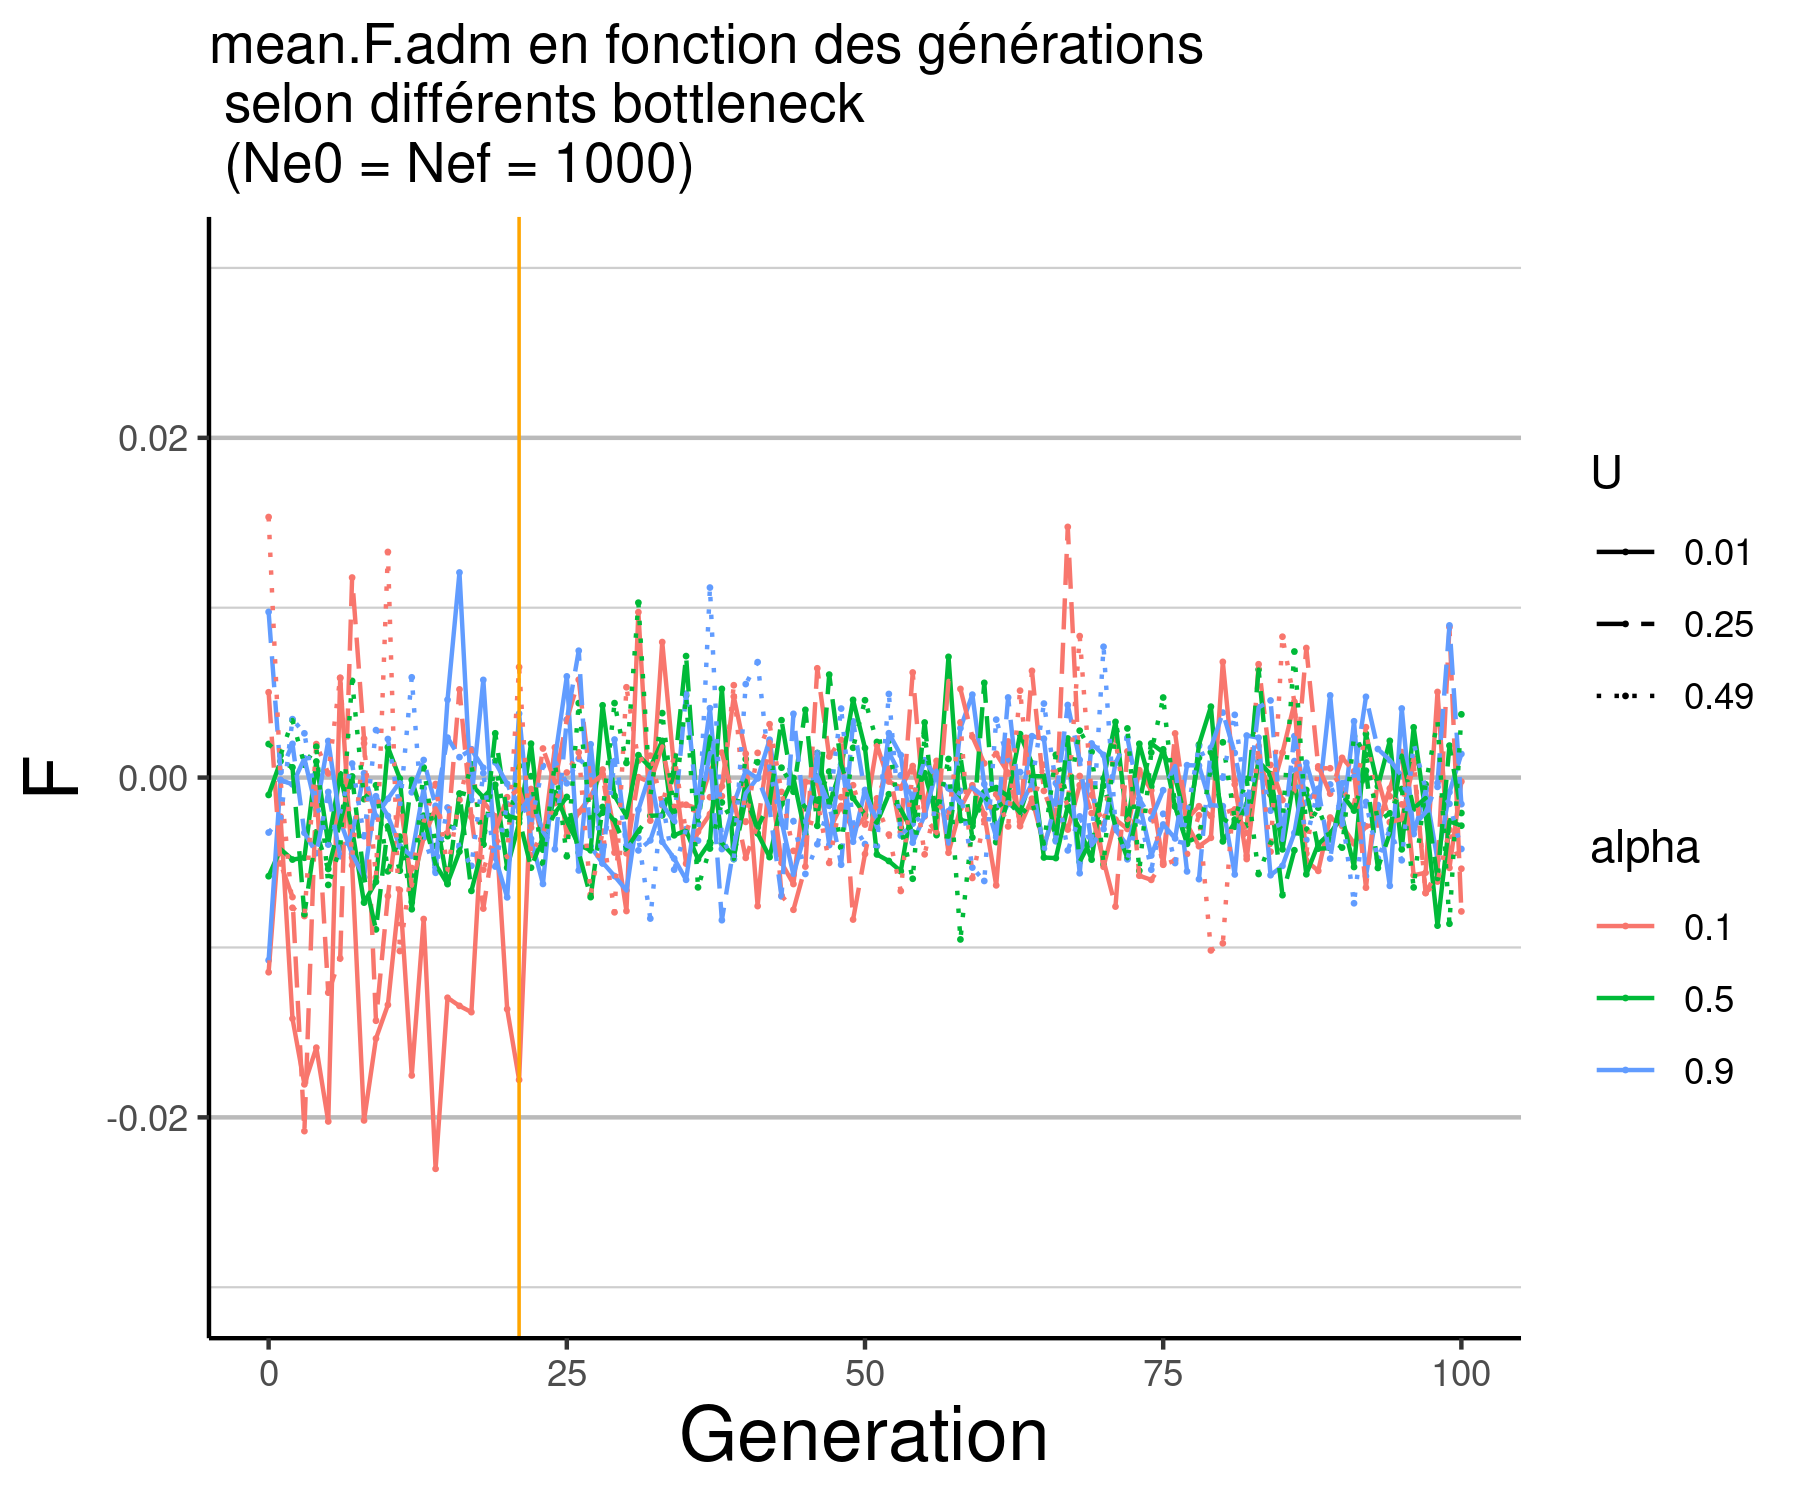 mean.F.adm en fonction des générations
selon différents bottleneck
(Ne0 = Nef = 1000)
F
0.02
0.00
-0.02
0
25
50
75
100
Generation
U
0.01
0.25
0.49
alpha
0.1
0.5
0.9